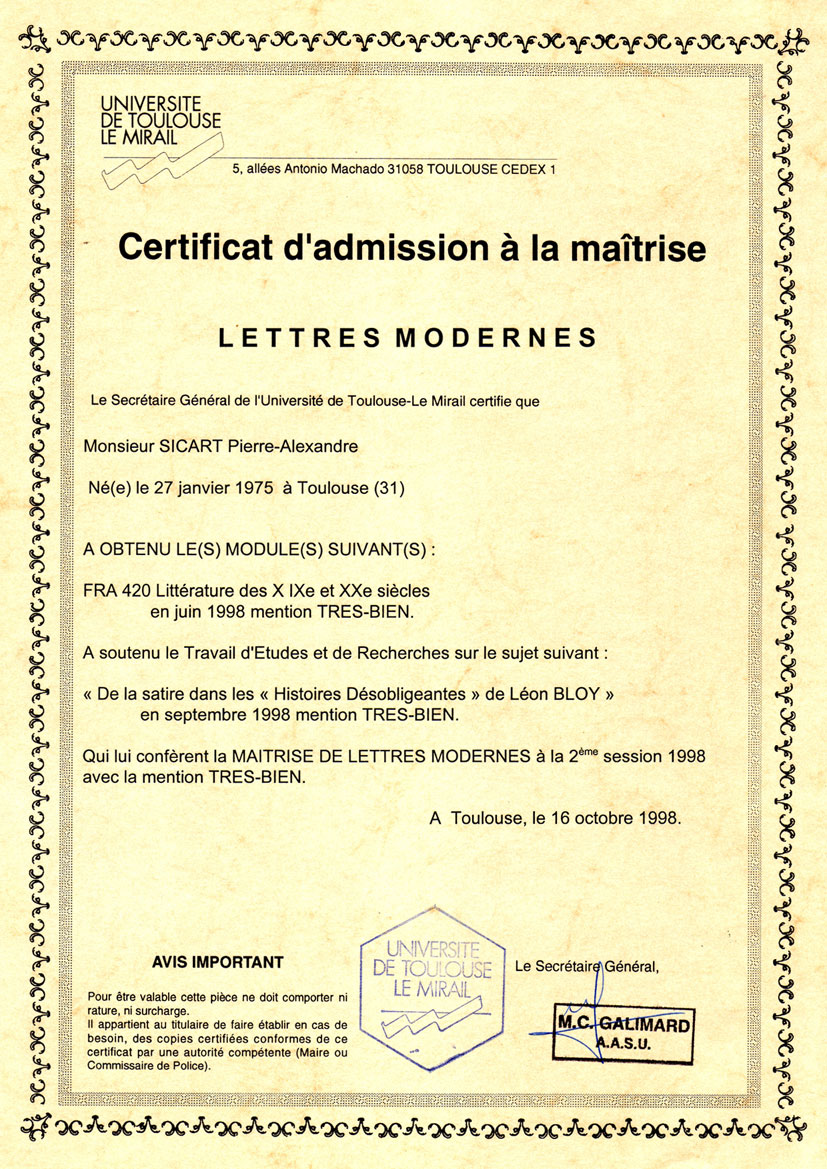 UNIVERSITE
DE TOULOUSE
LE MIRAIL
5, allées Antonio Machado 31058 TOULOUSE CEDEX 1
Certificat d'admission à la maîtrise
LETTRES MODERNES
Le Secrétaire Général de l'Université de Toulouse-Le Mirail certifie que
Monsieur SICART Pierre-Alexandre
Né(e) le 27 janvier 1975 à Toulouse (31)
A OBTENU LE(S) MODULE(S) SUIVANT(S) :
FRA 420 Littérature des X IXe et XXe siècles
en juin 1998 mention TRES-BIEN.
A soutenu le Travail d'Etudes et de Recherches sur le sujet suivant :
« De la satire dans les « Histoires Désobligeantes » de Léon BLOY »
en septembre 1998 mention TRES-BIEN.
Qui lui confèrent la MAITRISE DE LETTRES MODERNES à la 2ème session 1998
avec la mention TRES-BIEN.
A Toulouse, le 16 octobre 1998.
AVIS IMPORTANT
Pour être valable cette pièce ne doit comporter ni
rature, ni surcharge.
Il appartient au titulaire de faire établir en cas de
besoin, des copies certifiées conformes de ce
certificat par une autorité compétente (Maire ou
Commissaire de Police).
UNIVERSITE
DE TOULOUSE
LE MIRAIL
Le Secrétaire Général,
M.C. GALIMARD
A.A.S.U.